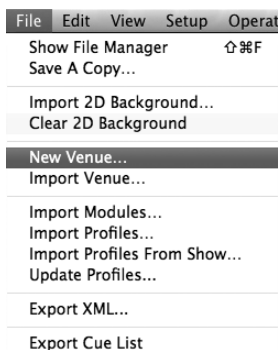 File Edit View Setup Operat
Show File Manager ⇧⌘F
Save A Copy...
Import 2D Background...
Clear 2D Background
New Venue...
Import Venue...
Import Modules...
Import Profiles...
Import Profiles From Show...
Update Profiles...
Export XML...
Export Cue List